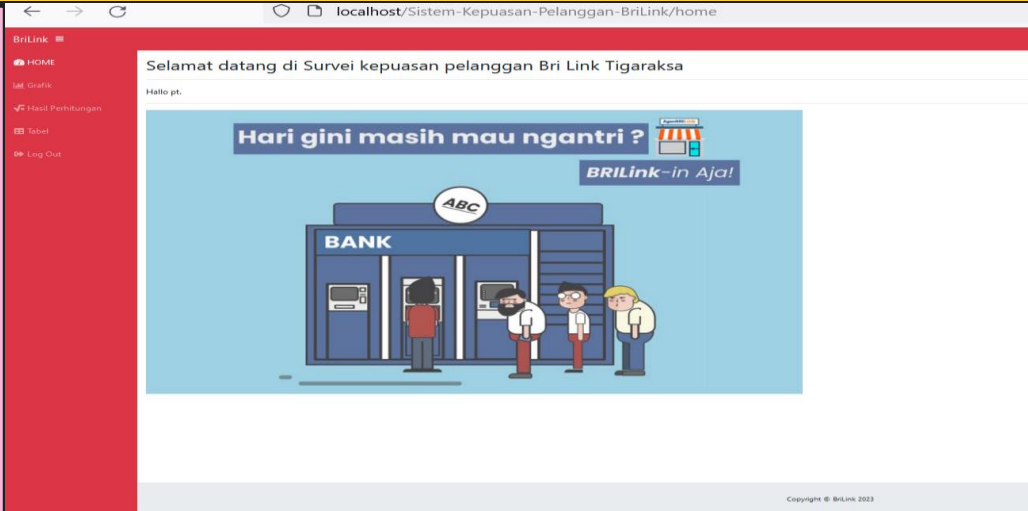 localhost/Sistem-Kepuasan-Pelanggan-BriLink/home
BriLink
HOME
Grafik
Hasil Perhitungan
Tabel
Log Out
Selamat datang di Survei kepuasan pelanggan Bri Link Tigaraksa
Hallo pt.
Hari gini masih mau ngantri ?
BRILink-in Aja!
ABC
BANK
Copyright © BriLink 2023